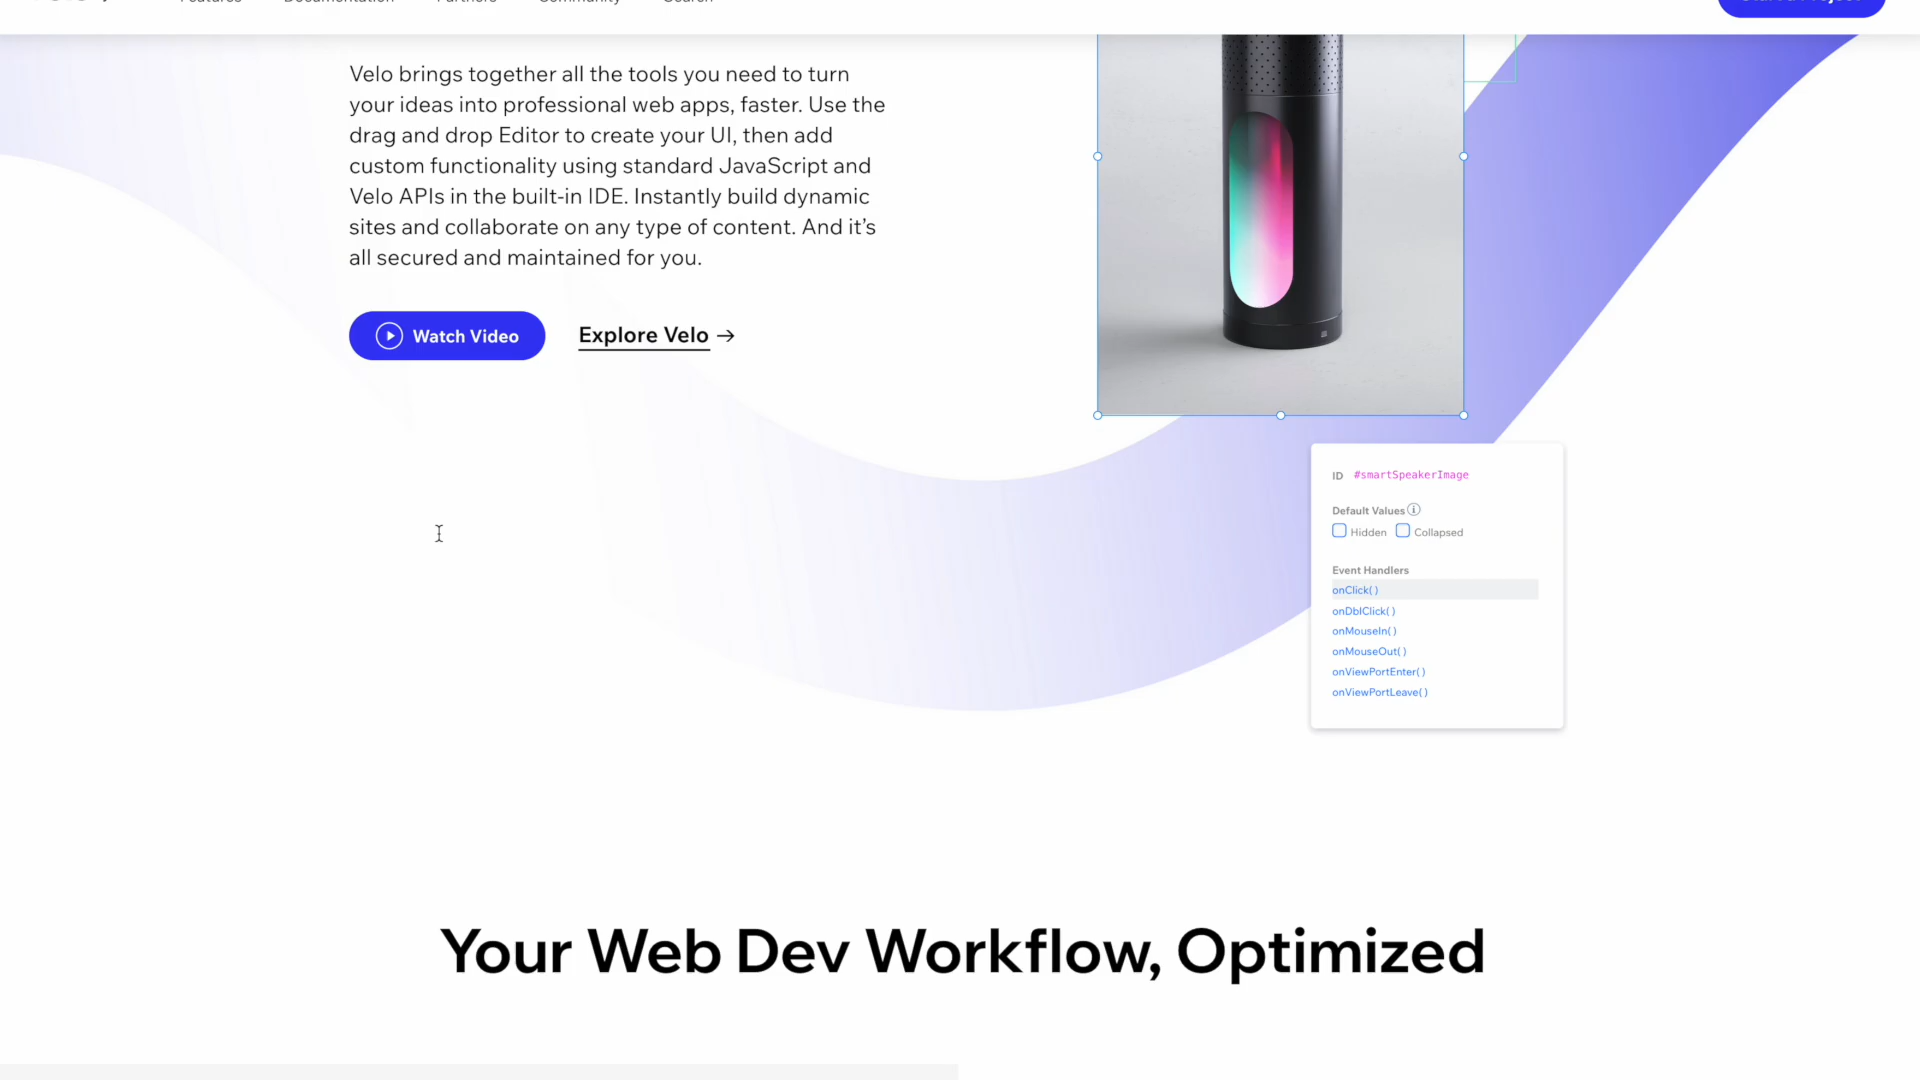 Velo brings together all the tools you need to turn
your ideas into professional web apps, faster. Use the
drag and drop Editor to create your UI, then add
custom functionality using standard JavaScript and
Velo APIs in the built-in IDE. Instantly build dynamic
sites and collaborate on any type of content. And it’s
all secured and maintained for you.
Watch Video
Explore Velo →
ID #smartSpeakerImage
Default Values
Hidden Collapsed
Event Handlers
onClick( )
onDblClick( )
onMouseIn( )
onMouseOut( )
onViewPortEnter( )
onViewPortLeave( )
Your Web Dev Workflow, Optimized